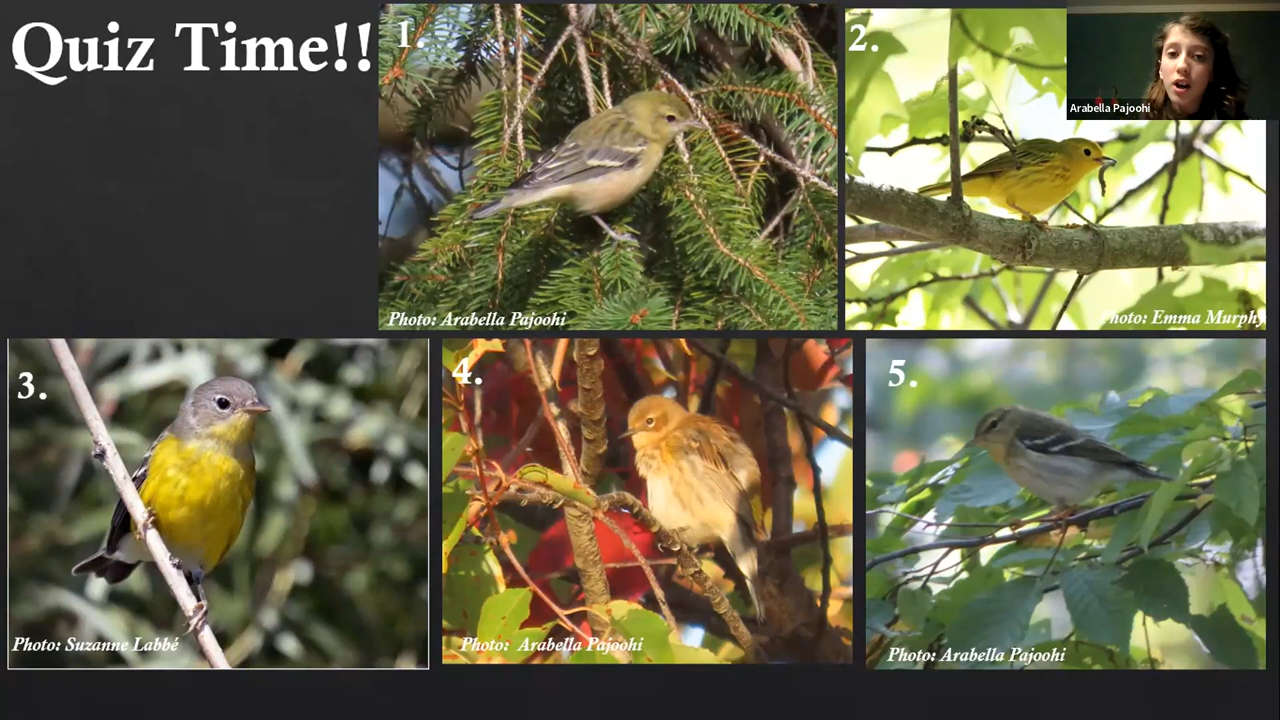 Quiz Time!!
1.
2.
Arabella Pajoohi
Photo: Arabella Pajoohi
hoto: Emma Murphy
3.
4.
5.
Photo: Suzanne Labbé
Photo: Arabella Pajoohi
Photo: Arabella Pajoohi